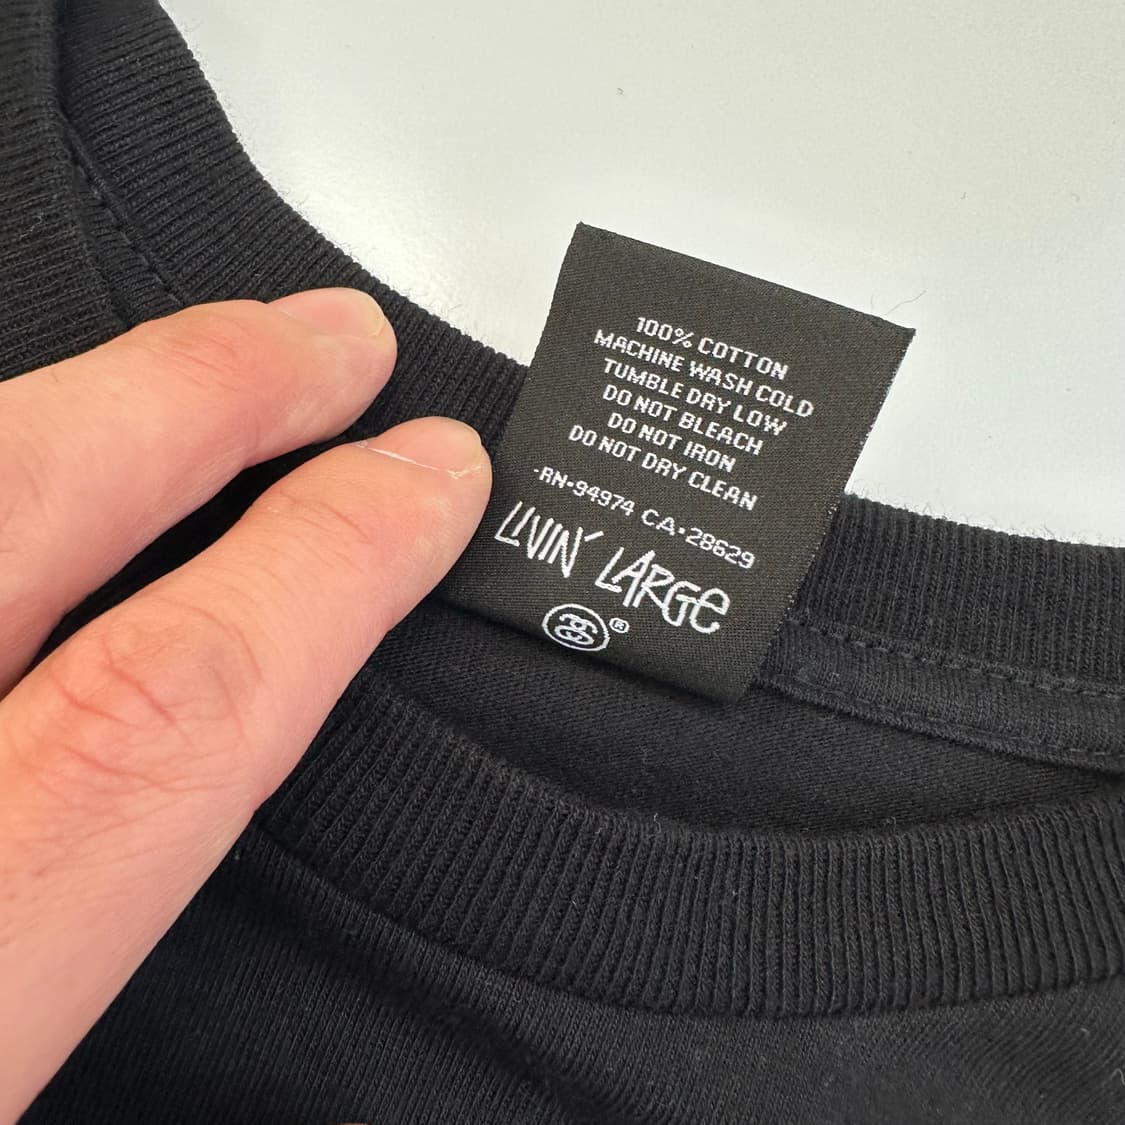 100% COTTON
MACHINE WASH COLD
TUMBLE DRY LOW
DO NOT BLEACH
DO NOT IRON
DO NOT DRY CLEAN
-RN-94974 CA-28629
LIVIN' LARGE
®